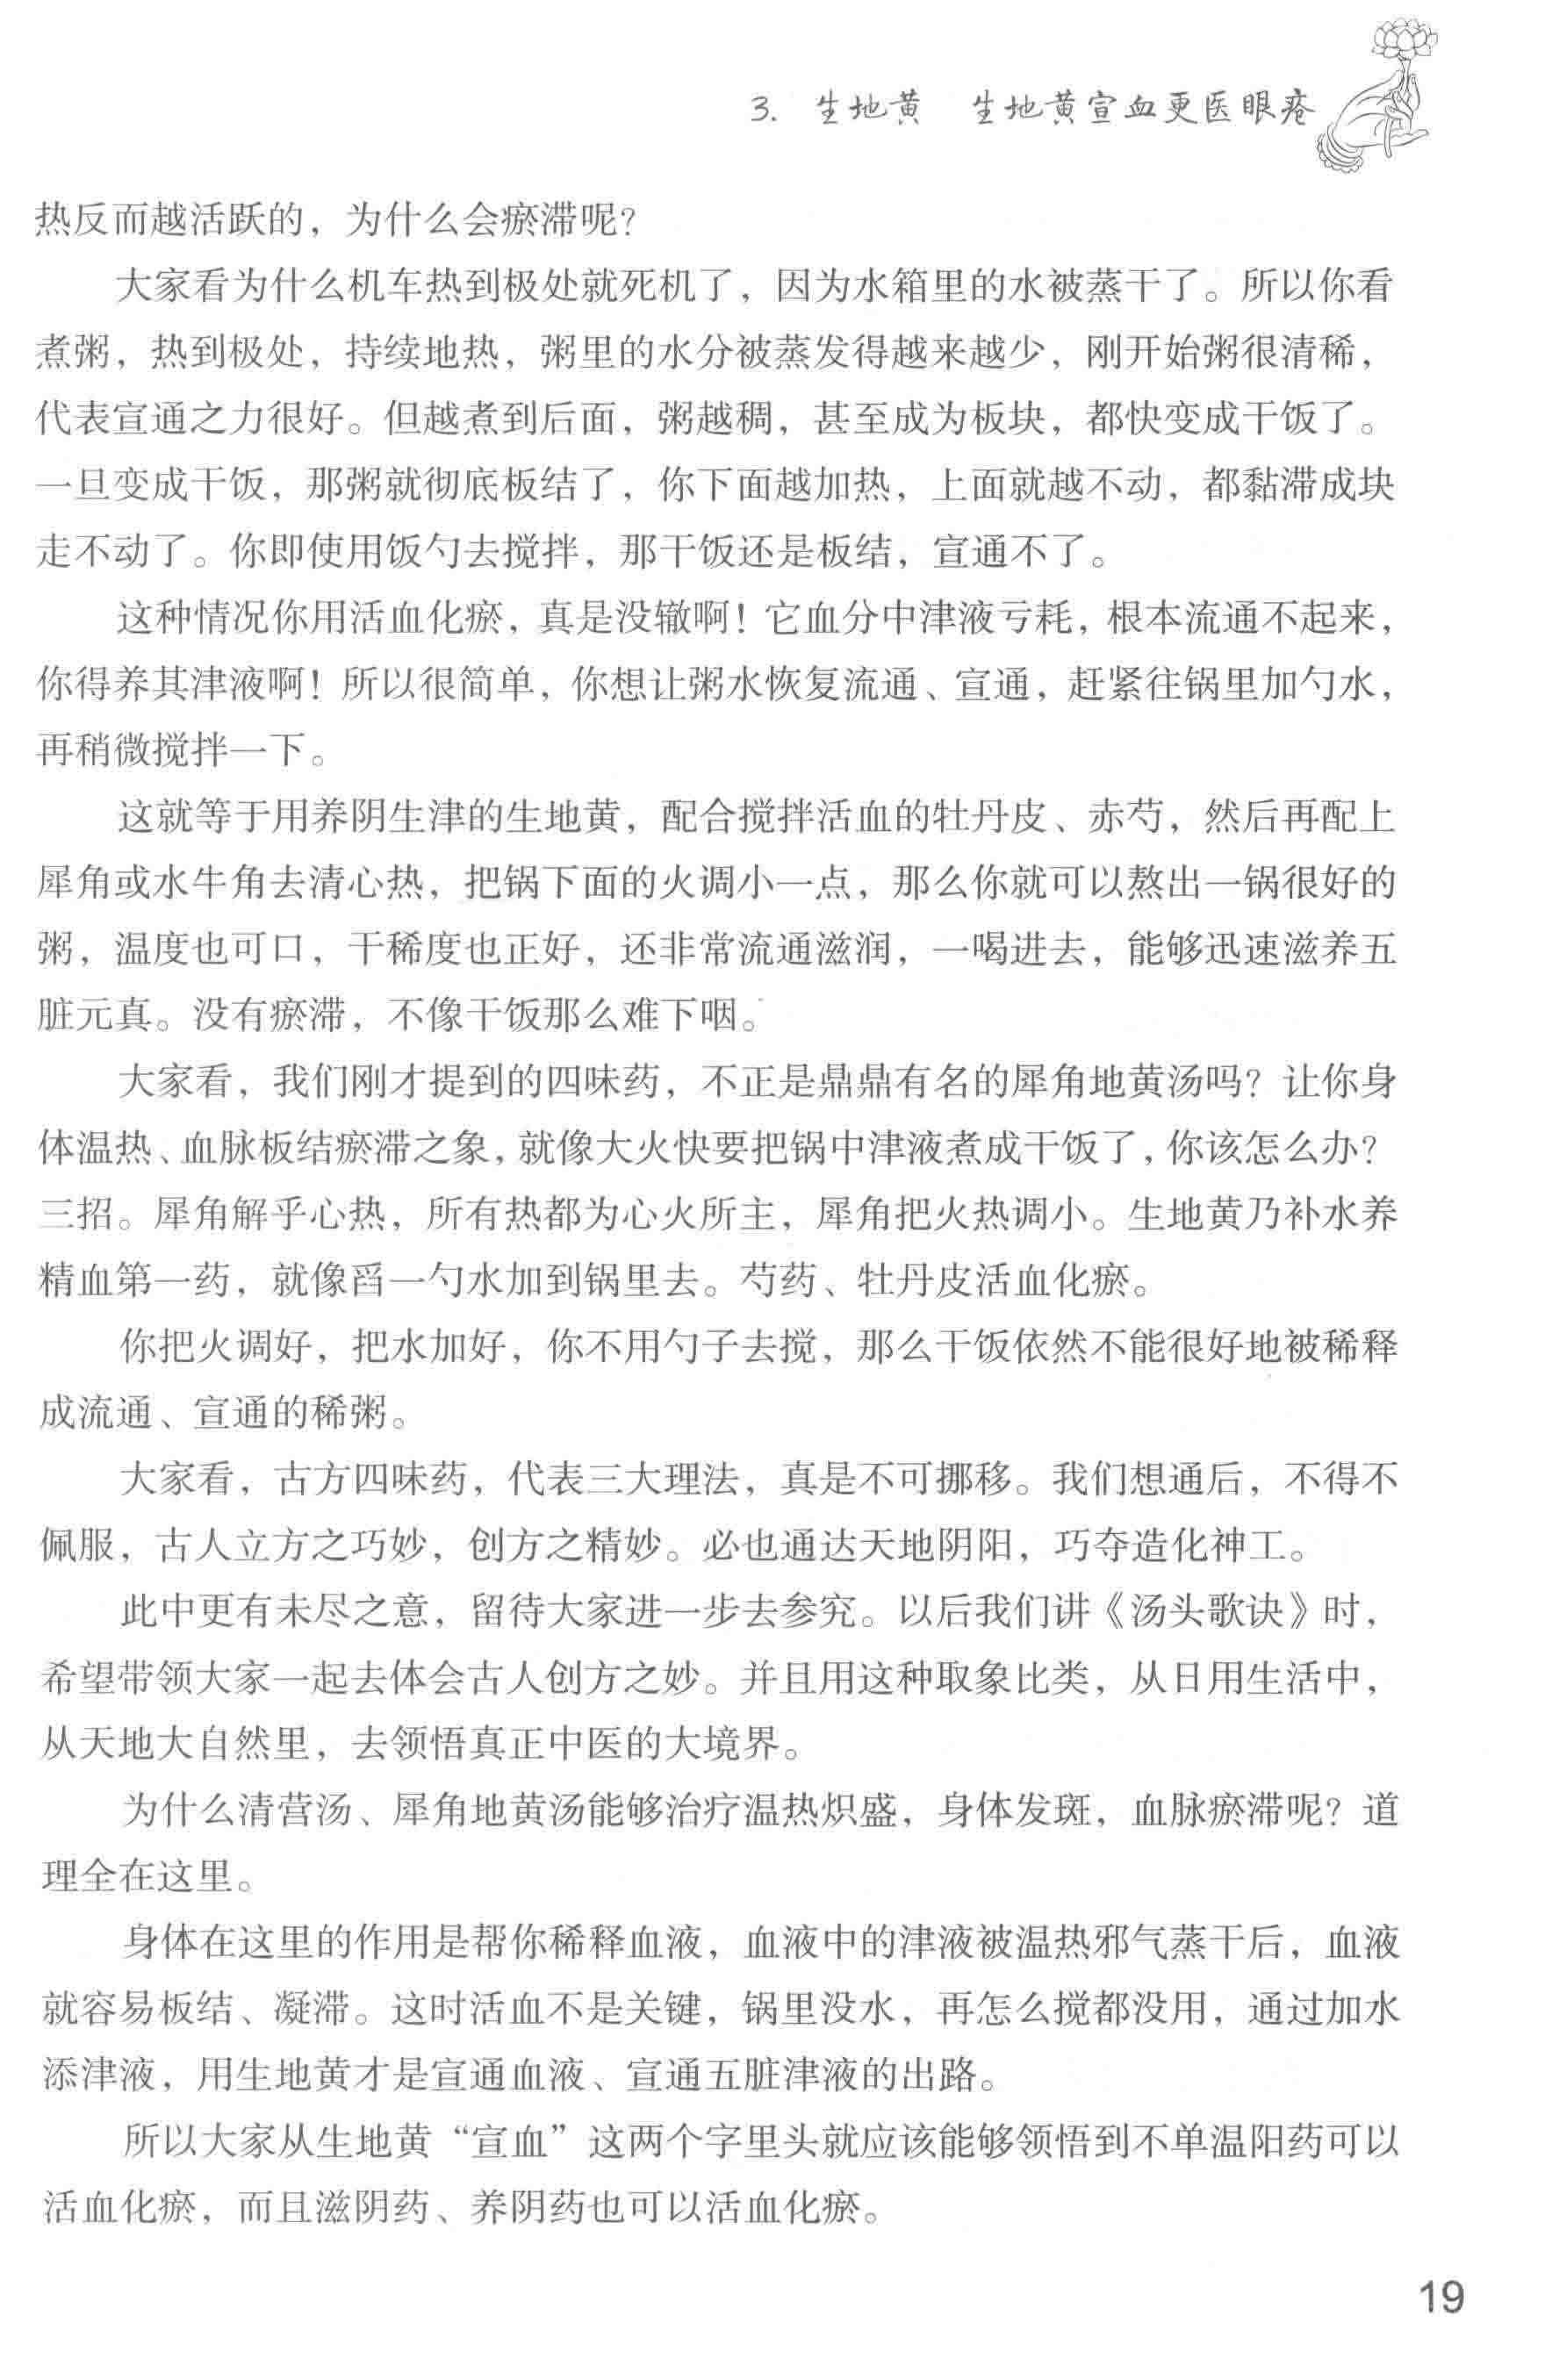 3. 生地黄　生地黄宣血更医眼疮
热反而越活跃的，为什么会瘀滞呢？
大家看为什么机车热到极处就死机了，因为水箱里的水被蒸干了。所以你看
煮粥，热到极处，持续地热，粥里的水分被蒸发得越来越少，刚开始粥很清稀，
代表宣通之力很好。但越煮到后面，粥越稠，甚至成为板块，都快变成干饭了。
一旦变成干饭，那粥就彻底板结了，你下面越加热，上面就越不动，都黏滞成块
走不动了。你即使用饭勺去搅拌，那干饭还是板结，宣通不了。
这种情况你用活血化瘀，真是没辙啊！它血分中津液亏耗，根本流通不起来，
你得养其津液啊！所以很简单，你想让粥水恢复流通、宣通，赶紧往锅里加勺水，
再稍微搅拌一下。
这就等于用养阴生津的生地黄，配合搅拌活血的牡丹皮、赤芍，然后再配上
犀角或水牛角去清心热，把锅下面的火调小一点，那么你就可以熬出一锅很好的
粥，温度也可口，干稀度也正好，还非常流通滋润，一喝进去，能够迅速滋养五
脏元真。没有瘀滞，不像干饭那么难下咽。
大家看，我们刚才提到的四味药，不正是鼎鼎有名的犀角地黄汤吗？让你身
体温热、血脉板结瘀滞之象，就像大火快要把锅中津液煮成干饭了，你该怎么办？
三招。犀角解乎心热，所有热都为心火所主，犀角把火热调小。生地黄乃补水养
精血第一药，就像舀一勺水加到锅里去。芍药、牡丹皮活血化瘀。
你把火调好，把水加好，你不用勺子去搅，那么干饭依然不能很好地被稀释
成流通、宣通的稀粥。
大家看，古方四味药，代表三大理法，真是不可挪移。我们想通后，不得不
佩服，古人立方之巧妙，创方之精妙。必也通达天地阴阳，巧夺造化神工。
此中更有未尽之意，留待大家进一步去参究。以后我们讲《汤头歌诀》时，
希望带领大家一起去体会古人创方之妙。并且用这种取象比类，从日用生活中，
从天地大自然里，去领悟真正中医的大境界。
为什么清营汤、犀角地黄汤能够治疗温热炽盛，身体发斑，血脉瘀滞呢？道
理全在这里。
身体在这里的作用是帮你稀释血液，血液中的津液被温热邪气蒸干后，血液
就容易板结、凝滞。这时活血不是关键，锅里没水，再怎么搅都没用，通过加水
添津液，用生地黄才是宣通血液、宣通五脏津液的出路。
所以大家从生地黄“宣血”这两个字里头就应该能够领悟到不单温阳药可以
活血化瘀，而且滋阴药、养阴药也可以活血化瘀。
19